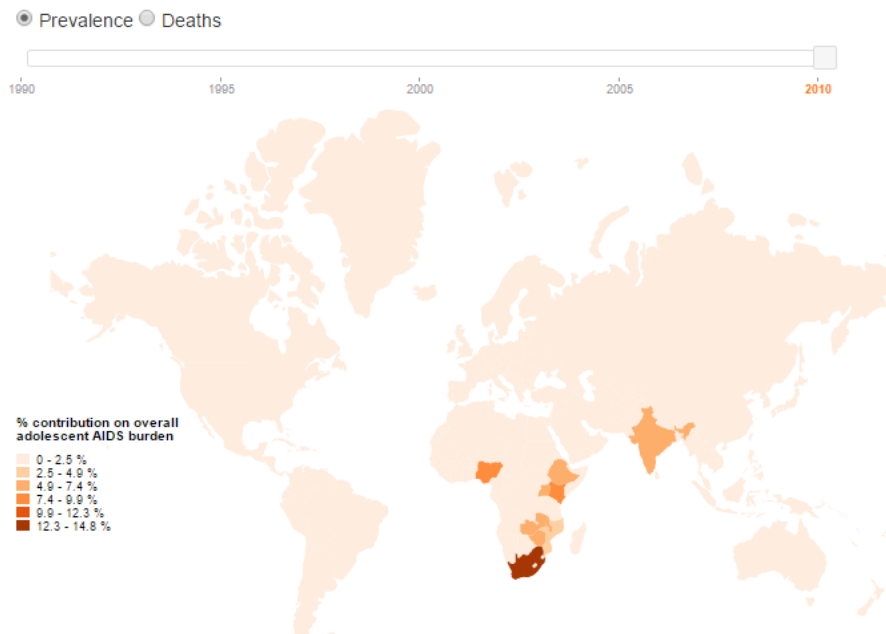 Prevalence Deaths
1990 1995 2000 2005 2010
% contribution on overall
adolescent AIDS burden
0 - 2.5 %
2.5 - 4.9 %
4.9 - 7.4 %
7.4 - 9.9 %
9.9 - 12.3 %
12.3 - 14.8 %